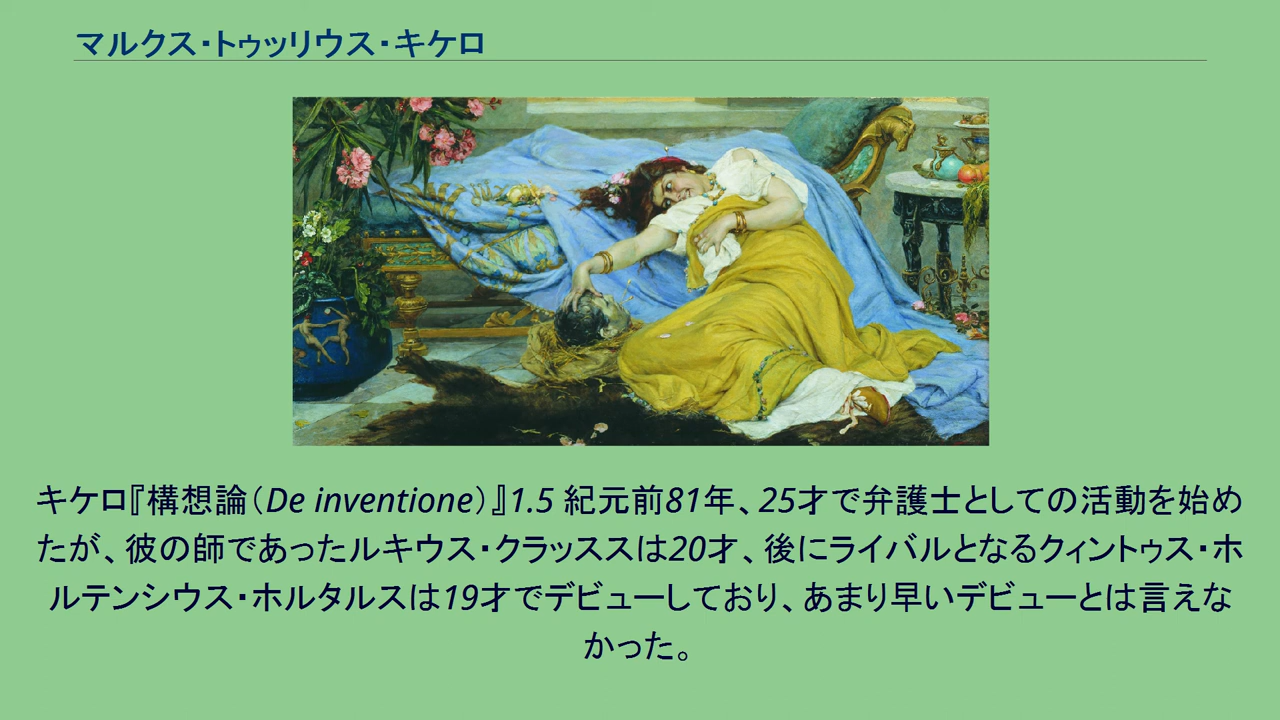 マルクス・トゥッリウス・キケロ
キケロ『構想論（De inventione）』1.5 紀元前81年、25才で弁護士としての活動を始め
たが、彼の師であったルキウス・クラッススは20才、後にライバルとなるクィントゥス・ホ
ルテンシウス・ホルタルスは19才でデビューしており、あまり早いデビューとは言えな
かった。